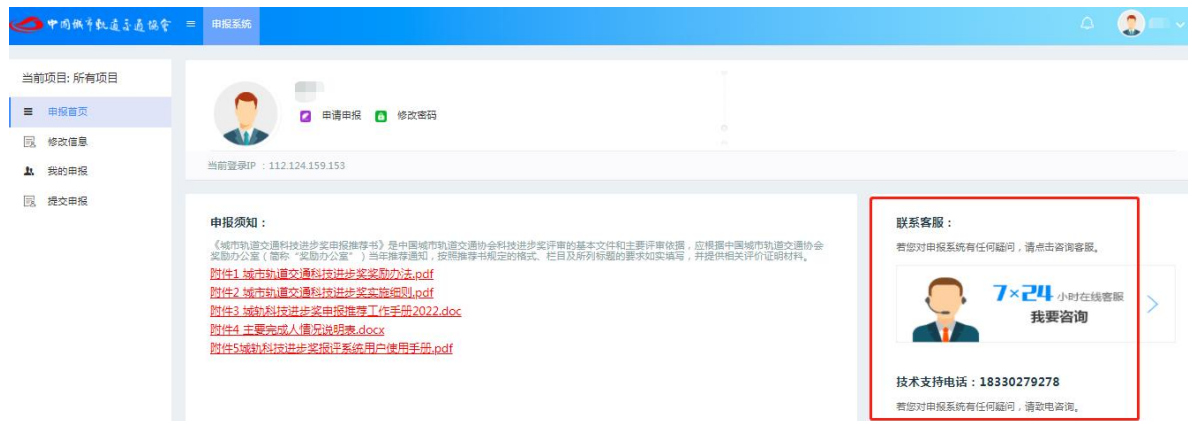 中国城市轨道交通协会
申报系统
当前项目: 所有项目
申报首页
修改信息
我的申报
提交申报
申请申报
修改密码
当前登录IP ：112.124.159.153
申报须知：
《城市轨道交通科技进步奖申报推荐书》是中国城市轨道交通协会科技进步奖评审的基本文件和主要评审依据，应根据中国城市轨道交通协会
奖励办公室（简称“奖励办公室”）当年推荐通知，按照推荐书规定的格式、栏目及所列标题的要求如实填写，并提供相关评价证明材料。
附件1 城市轨道交通科技进步奖奖励办法.pdf
附件2 城市轨道交通科技进步奖实施细则.pdf
附件3 城轨科技进步奖申报推荐工作手册2022.doc
附件4 主要完成人情况说明表.docx
附件5城轨科技进步奖报评系统用户使用手册.pdf
联系客服：
若您对申报系统有任何疑问，请点击咨询客服。
7×24 小时在线客服
我要咨询
技术支持电话：18330279278
若您对申报系统有任何疑问，请致电咨询。